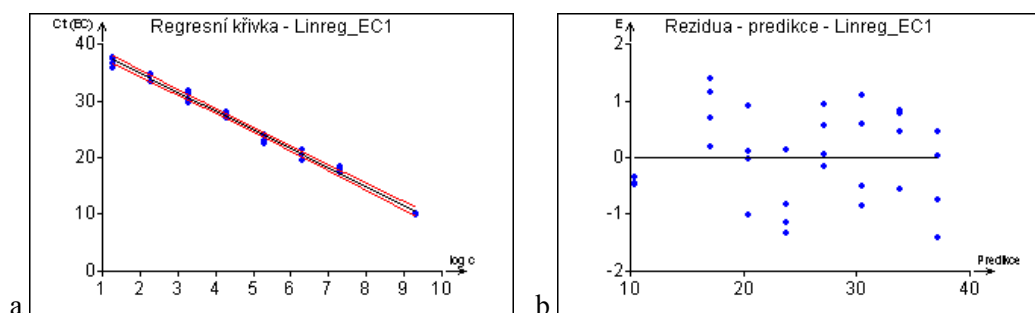 Ct (EC) Regresní křivka - Linreg_EC1
40
30
20
10
0
1 2 3 4 5 6 7 8 9 10
log c
a
E Rezidua - predikce - Linreg_EC1
2
1
0
-1
-2
10 20 30 40
Predikce
b